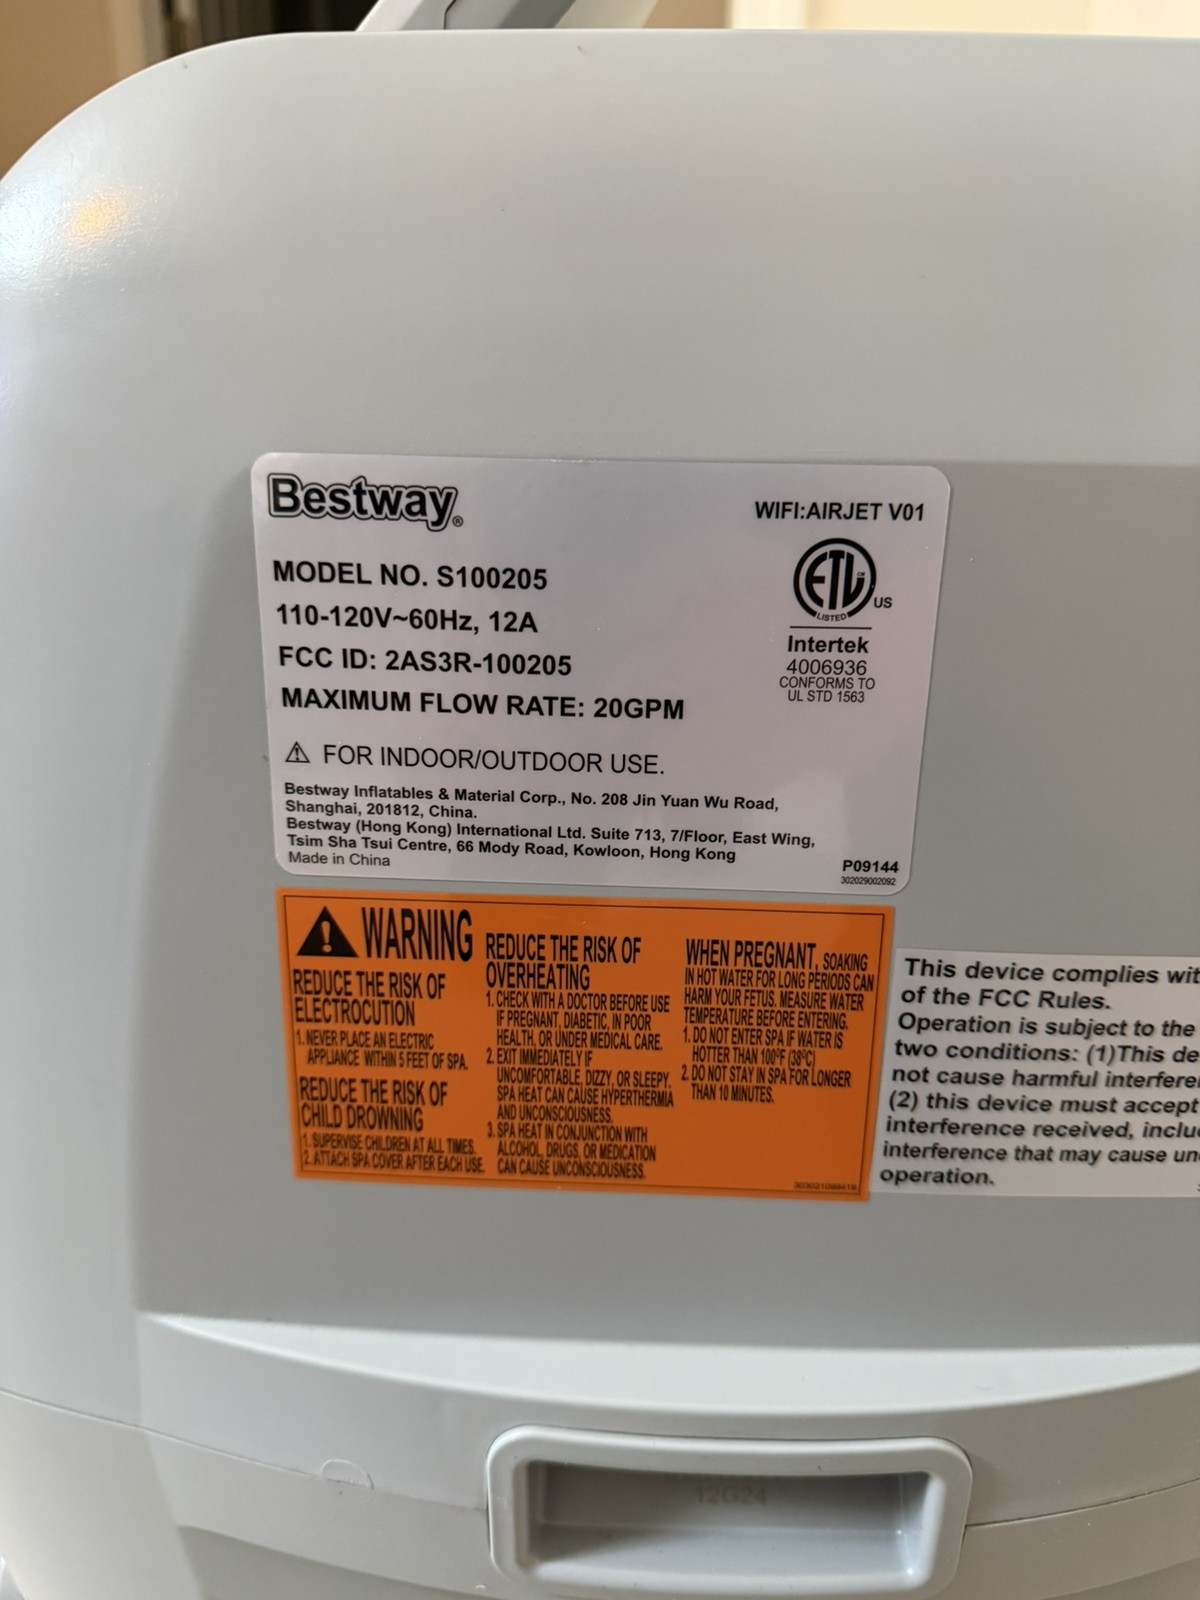 Bestway®
WIFI:AIRJET V01
MODEL NO. S100205
110-120V~60Hz, 12A
FCC ID: 2AS3R-100205
MAXIMUM FLOW RATE: 20GPM
ETL CM
US
LISTED
Intertek
4006936
CONFORMS TO
UL STD 1563
⚠ FOR INDOOR/OUTDOOR USE.
Bestway Inflatables & Material Corp., No. 208 Jin Yuan Wu Road,
Shanghai, 201812, China.
Bestway (Hong Kong) International Ltd. Suite 713, 7/Floor, East Wing,
Tsim Sha Tsui Centre, 66 Mody Road, Kowloon, Hong Kong
Made in China
P09144
302029002092
⚠ WARNING
REDUCE THE RISK OF
ELECTROCUTION
1. NEVER PLACE AN ELECTRIC
APPLIANCE WITHIN 5 FEET OF SPA.
REDUCE THE RISK OF
CHILD DROWNING
1. SUPERVISE CHILDREN AT ALL TIMES.
2. ATTACH SPA COVER AFTER EACH USE.
REDUCE THE RISK OF
OVERHEATING
1. CHECK WITH A DOCTOR BEFORE USE
IF PREGNANT, DIABETIC, IN POOR
HEALTH, OR UNDER MEDICAL CARE.
2. EXIT IMMEDIATELY IF
UNCOMFORTABLE, DIZZY, OR SLEEPY.
SPA HEAT CAN CAUSE HYPERTHERMIA
AND UNCONSCIOUSNESS.
3. SPA HEAT IN CONJUNCTION WITH
ALCOHOL, DRUGS, OR MEDICATION
CAN CAUSE UNCONSCIOUSNESS.
WHEN PREGNANT, SOAKING
IN HOT WATER FOR LONG PERIODS CAN
HARM YOUR FETUS. MEASURE WATER
TEMPERATURE BEFORE ENTERING.
1. DO NOT ENTER SPA IF WATER IS
HOTTER THAN 100°F (38°C)
2. DO NOT STAY IN SPA FOR LONGER
THAN 10 MINUTES.
This device complies wit
of the FCC Rules.
Operation is subject to the
two conditions: (1)This de
not cause harmful interfere
(2) this device must accept
interference received, inclu
interference that may cause un
operation.
12G24